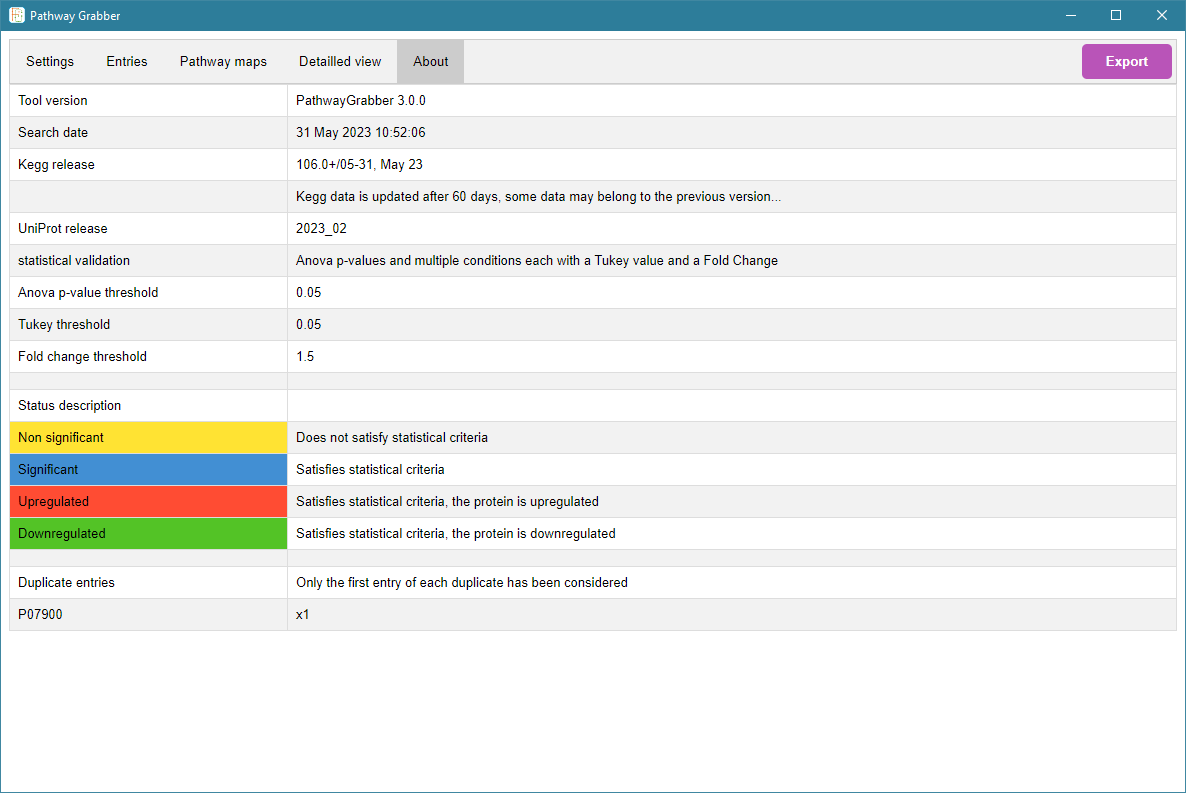 Pathway Grabber
Settings Entries Pathway maps Detailled view About Export
Tool version PathwayGrabber 3.0.0
Search date 31 May 2023 10:52:06
Kegg release 106.0+/05-31, May 23
Kegg data is updated after 60 days, some data may belong to the previous version...
UniProt release 2023_02
statistical validation Anova p-values and multiple conditions each with a Tukey value and a Fold Change
Anova p-value threshold 0.05
Tukey threshold 0.05
Fold change threshold 1.5
Status description
Non significant Does not satisfy statistical criteria
Significant Satisfies statistical criteria
Upregulated Satisfies statistical criteria, the protein is upregulated
Downregulated Satisfies statistical criteria, the protein is downregulated
Duplicate entries Only the first entry of each duplicate has been considered
P07900 x1